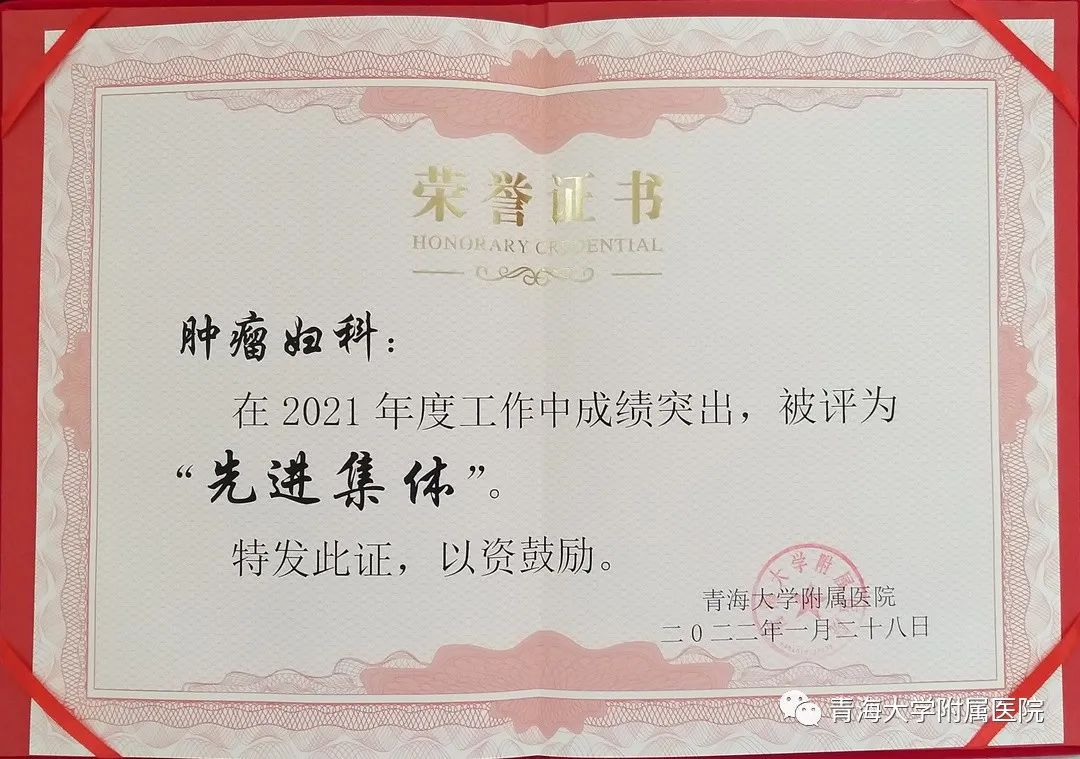 荣誉证书
HONORARY CREDENTIAL
肿瘤妇科：
在2021年度工作中成绩突出，被评为
“先进集体”。
特发此证，以资鼓励。
青海大学附属医院
二〇二二年一月二十八日
青海大学附属医院